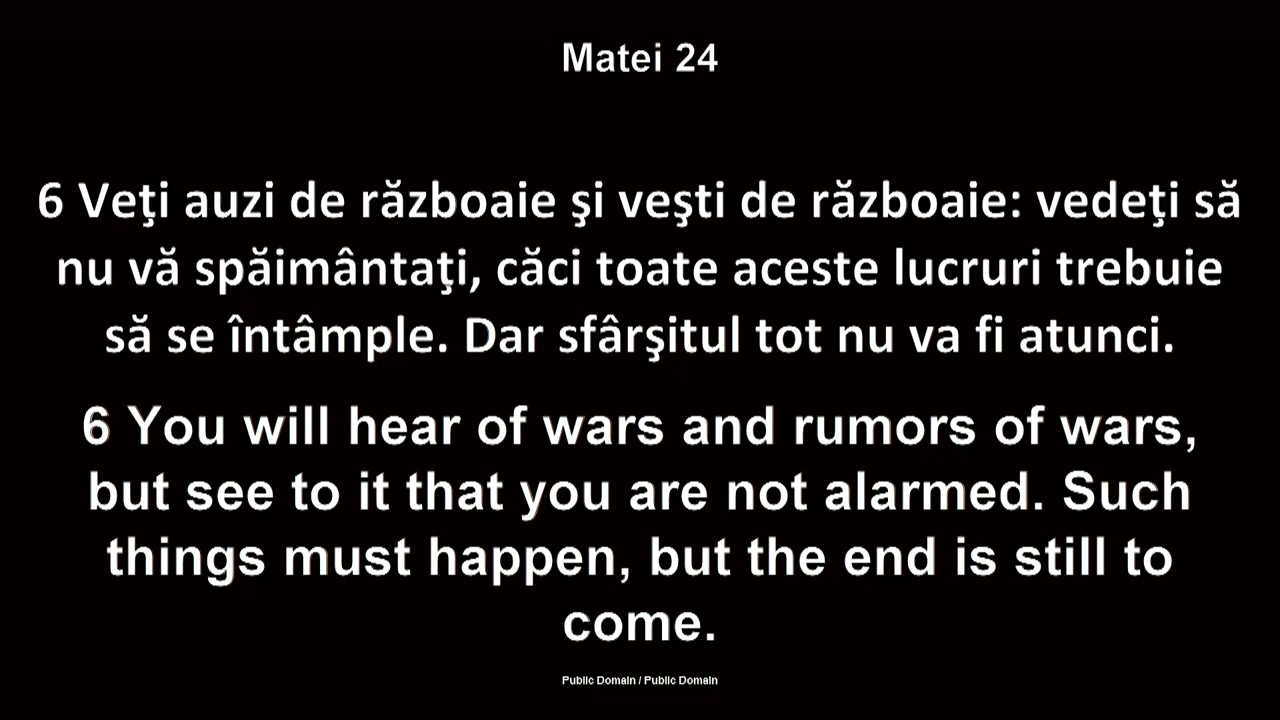 Matei 24
6 Veţi auzi de războaie şi veşti de războaie: vedeţi să
nu vă spăimântaţi, căci toate aceste lucruri trebuie
să se întâmple. Dar sfârşitul tot nu va fi atunci.
6 You will hear of wars and rumors of wars,
but see to it that you are not alarmed. Such
things must happen, but the end is still to
come.
Public Domain / Public Domain